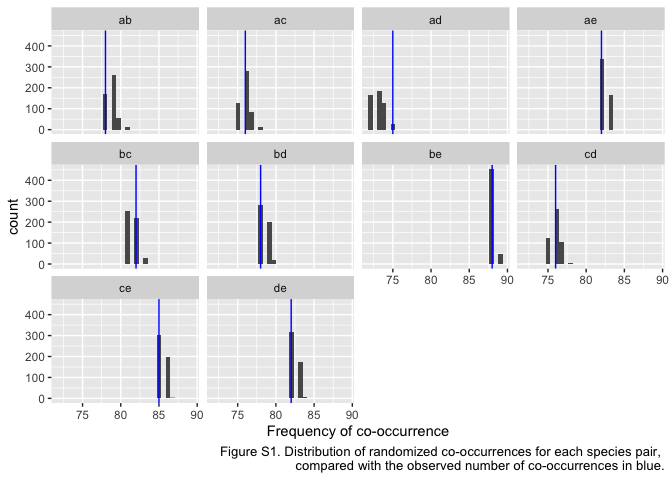 ab ac ad ae
400
300
200
100
0
bc bd be cd
400
300
200
100
0
75 80 85 90 75 80 85 90
ce de
400
300
200
100
0
75 80 85 90 75 80 85 90
count
Frequency of co-occurrence
Figure S1. Distribution of randomized co-occurrences for each species pair,
compared with the observed number of co-occurrences in blue.